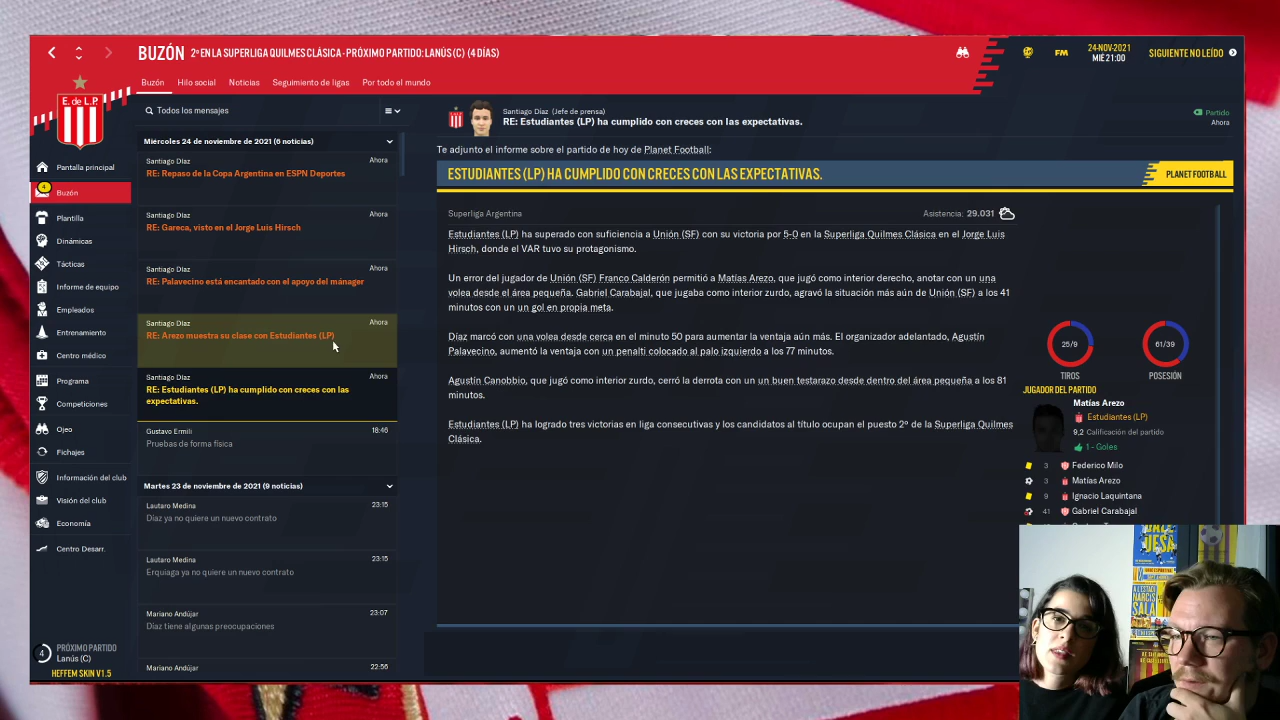 BUZÓN 2º EN LA SUPERLIGA QUILMES CLÁSICA - PRÓXIMO PARTIDO: LANÚS (C) (4 DÍAS)
FM
24-NOV-2021
MIÉ 21:00
SIGUIENTE NO LEÍDO
Buzón Hilo social Noticias Seguimiento de ligas Por todo el mundo
E. de L.P.
Pantalla principal
4
Buzón
Plantilla
Dinámicas
Tácticas
Informe de equipo
Empleados
Entrenamiento
Centro médico
Programa
Competiciones
Ojeo
Fichajes
Información del club
Visión del club
Economía
Centro Desarr.
4
PRÓXIMO PARTIDO
Lanús (C)
HEFFEM SKIN V1.5
Todos los mensajes
Miércoles 24 de noviembre de 2021 (6 noticias)
Santiago Díaz Ahora
RE: Repaso de la Copa Argentina en ESPN Deportes
Santiago Díaz Ahora
RE: Gareca, visto en el Jorge Luis Hirsch
Santiago Díaz Ahora
RE: Palavecino está encantado con el apoyo del mánager
Santiago Díaz Ahora
RE: Arezo muestra su clase con Estudiantes (LP)
Santiago Díaz Ahora
RE: Estudiantes (LP) ha cumplido con creces con las
expectativas.
Gustavo Ermili 18:46
Pruebas de forma física
Martes 23 de noviembre de 2021 (9 noticias)
Lautaro Medina 23:15
Díaz ya no quiere un nuevo contrato
Lautaro Medina 23:15
Erquiaga ya no quiere un nuevo contrato
Mariano Andújar 23:07
Díaz tiene algunas preocupaciones
Mariano Andújar 22:56
Santiago Díaz (Jefe de prensa)
RE: Estudiantes (LP) ha cumplido con creces con las expectativas.
Partido
Ahora
Te adjunto el informe sobre el partido de hoy de Planet Football:
ESTUDIANTES (LP) HA CUMPLIDO CON CRECES CON LAS EXPECTATIVAS.
PLANET FOOTBALL
Superliga Argentina
Asistencia: 29.031
Estudiantes (LP) ha superado con suficiencia a Unión (SF) con su victoria por 5-0 en la Superliga Quilmes Clásica en el Jorge Luis
Hirsch, donde el VAR tuvo su protagonismo.
Un error del jugador de Unión (SF) Franco Calderón permitió a Matías Arezo, que jugó como interior derecho, anotar con un una
volea desde el área pequeña. Gabriel Carabajal, que jugaba como interior zurdo, agravó la situación más aún de Unión (SF) a los 41
minutos con un gol en propia meta.
Díaz marcó con una volea desde cerca en el minuto 50 para aumentar la ventaja aún más. El organizador adelantado, Agustín
Palavecino, aumentó la ventaja con un penalti colocado al palo izquierdo a los 77 minutos.
Agustín Canobbio, que jugó como interior zurdo, cerró la derrota con un un buen testarazo desde dentro del área pequeña a los 81
minutos.
Estudiantes (LP) ha logrado tres victorias en liga consecutivas y los candidatos al título ocupan el puesto 2º de la Superliga Quilmes
Clásica.
25/9
TIROS
61/39
POSESIÓN
JUGADOR DEL PARTIDO
Matías Arezo
Estudiantes (LP)
9,2 Calificación del partido
1 - Goles
3 Federico Milo
3 Matías Arezo
9 Ignacio Laquintana
41 Gabriel Carabajal